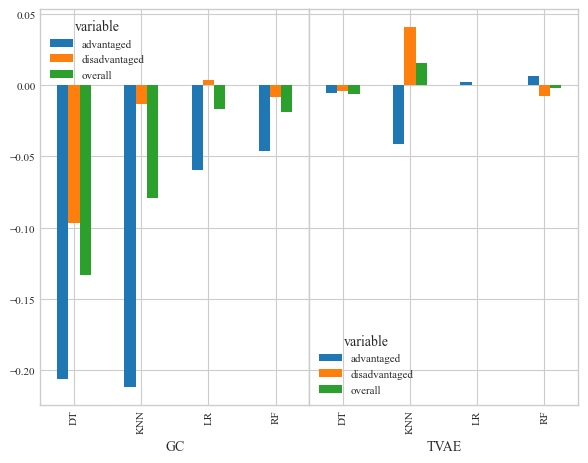 0.05
0.00
−0.05
−0.10
−0.15
−0.20
variable
advantaged
disadvantaged
overall
variable
advantaged
disadvantaged
overall
DT
KNN
LR
RF
DT
KNN
LR
RF
GC
TVAE